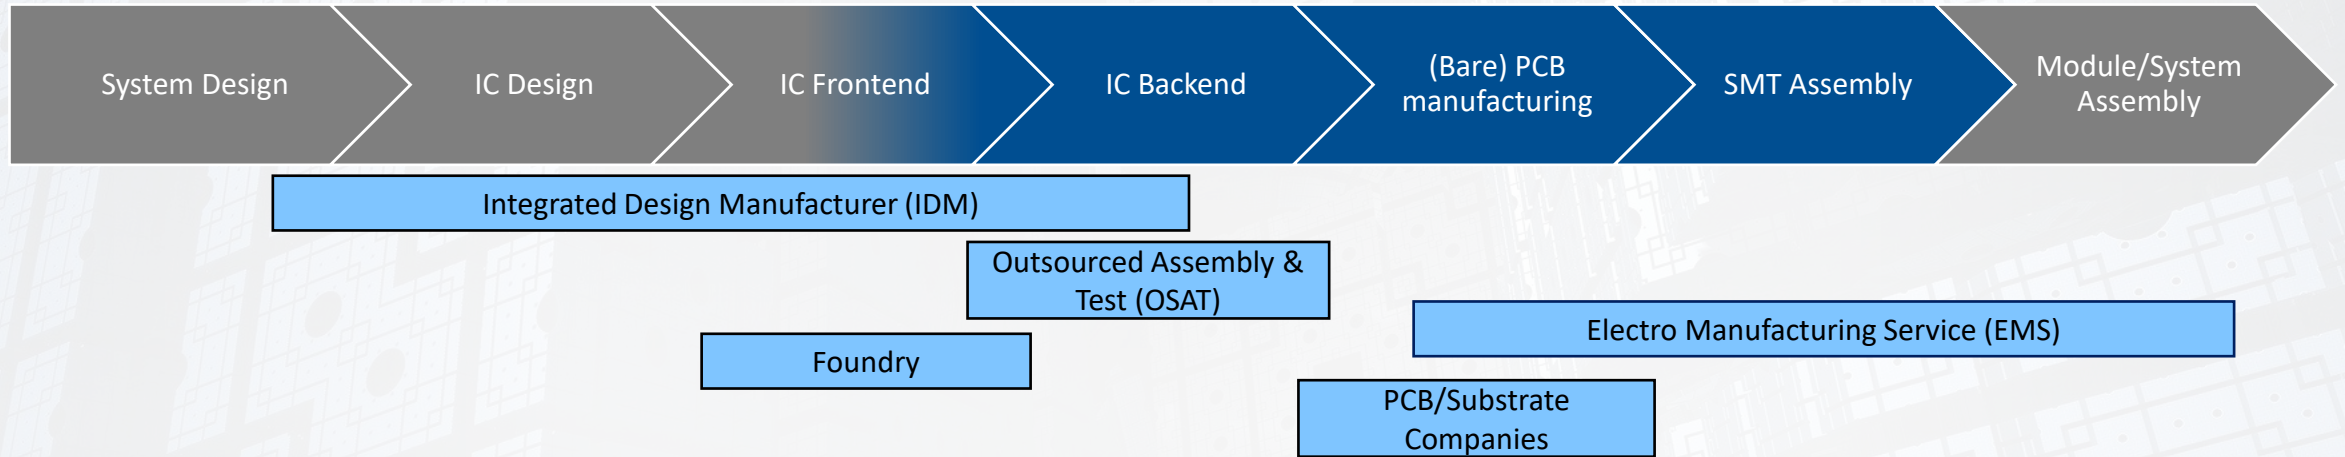 System Design
IC Design
IC Frontend
IC Backend
(Bare) PCB
manufacturing
SMT Assembly
Module/System
Assembly
Integrated Design Manufacturer (IDM)
Outsourced Assembly &
Test (OSAT)
Electro Manufacturing Service (EMS)
Foundry
PCB/Substrate
Companies